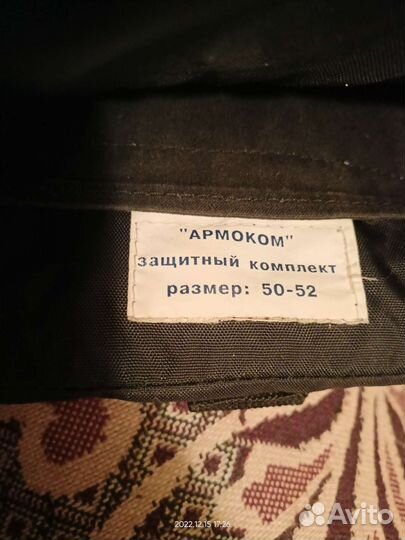 "АРМОКОМ"
защитный комплект
размер: 50-52
2022.12.15 17:26
Avito